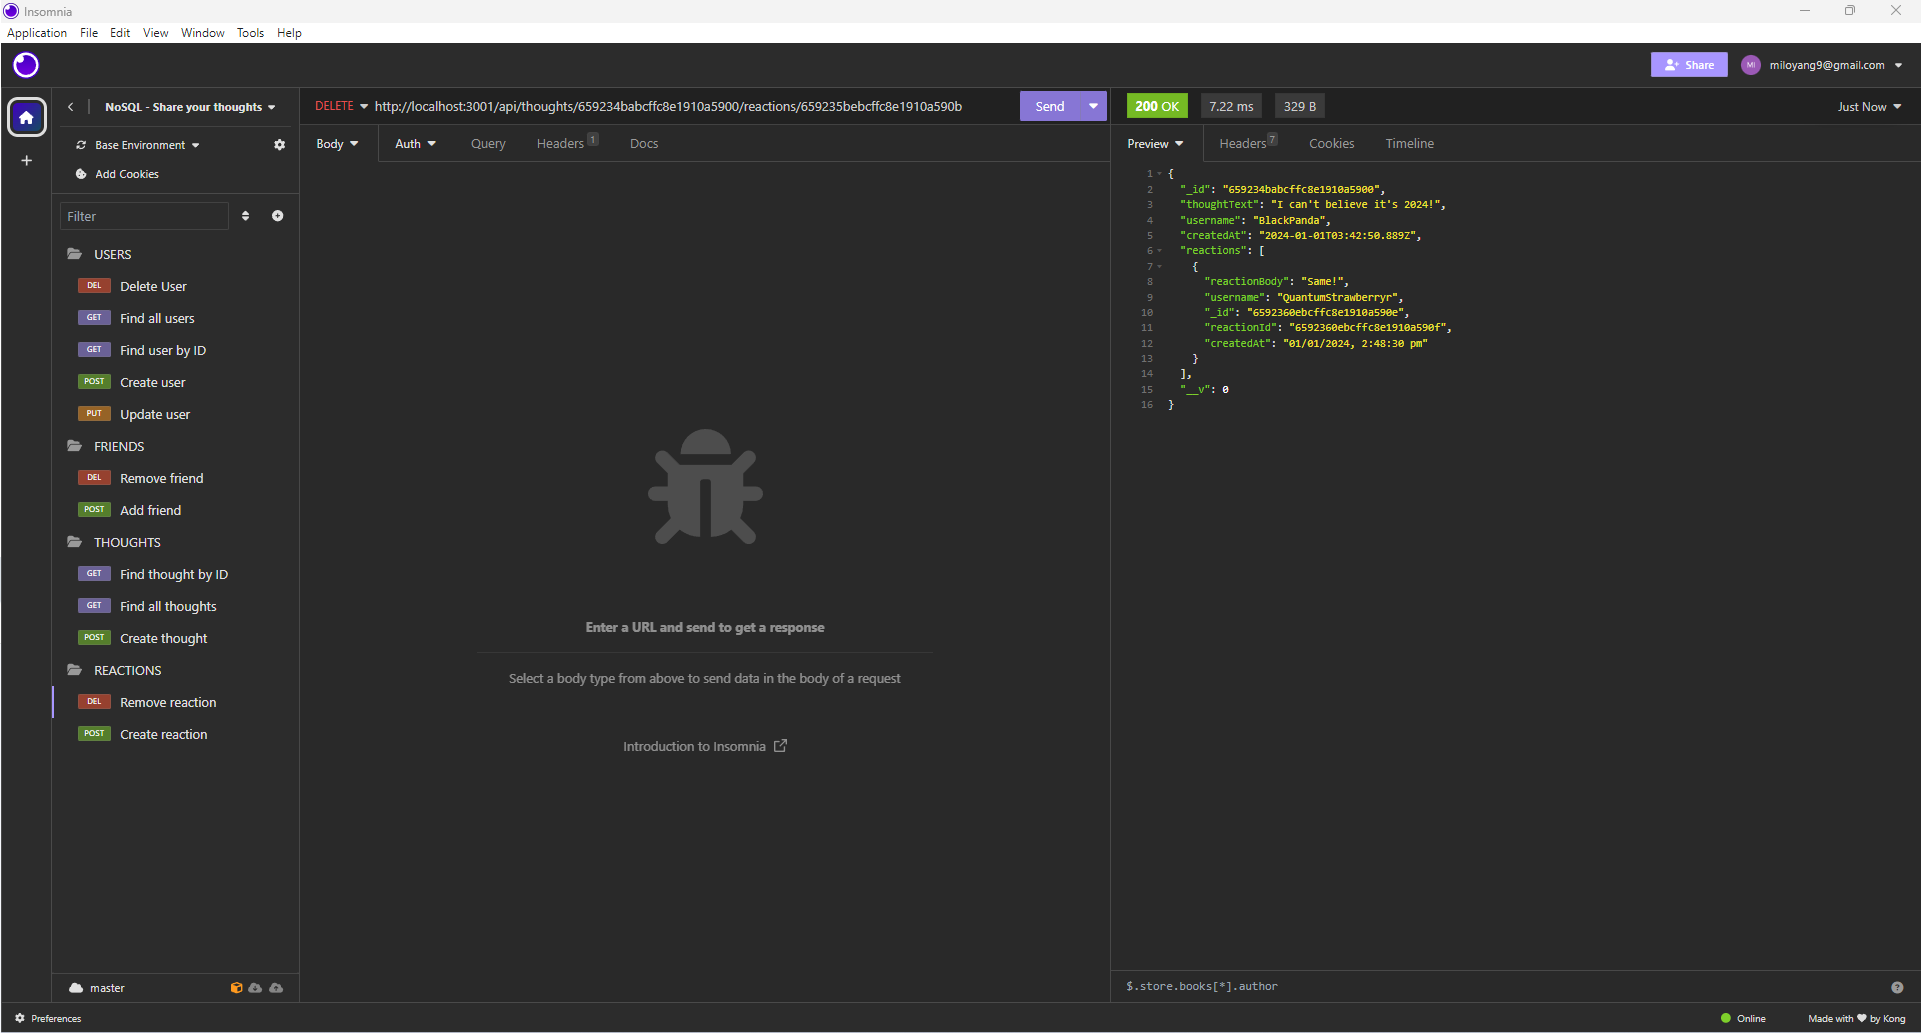 Insomnia
Application File Edit View Window Tools Help
Share
MI
miloyang9@gmail.com
NoSQL - Share your thoughts
Base Environment
Add Cookies
Filter
USERS
DEL Delete User
GET Find all users
GET Find user by ID
POST Create user
PUT Update user
FRIENDS
DEL Remove friend
POST Add friend
THOUGHTS
GET Find thought by ID
GET Find all thoughts
POST Create thought
REACTIONS
DEL Remove reaction
POST Create reaction
master
DELETE http://localhost:3001/api/thoughts/659234babcffc8e1910a5900/reactions/659235bebcffc8e1910a590b Send
Body Auth Query Headers 1 Docs
Enter a URL and send to get a response
Select a body type from above to send data in the body of a request
Introduction to Insomnia
200 OK 7.22 ms 329 B Just Now
Preview Headers 7 Cookies Timeline
1 {
2 "_id": "659234babcffc8e1910a5900",
3 "thoughtText": "I can't believe it's 2024!",
4 "username": "BlackPanda",
5 "createdAt": "2024-01-01T03:42:50.889Z",
6 "reactions": [
7 {
8 "reactionBody": "Same!",
9 "username": "QuantumStrawberryr",
10 "_id": "6592360ebcffc8e1910a590e",
11 "reactionId": "6592360ebcffc8e1910a590f",
12 "createdAt": "01/01/2024, 2:48:30 pm"
13 }
14 ],
15 "__v": 0
16 }
$.store.books[*].author
Preferences
Online
Made with ❤ by Kong